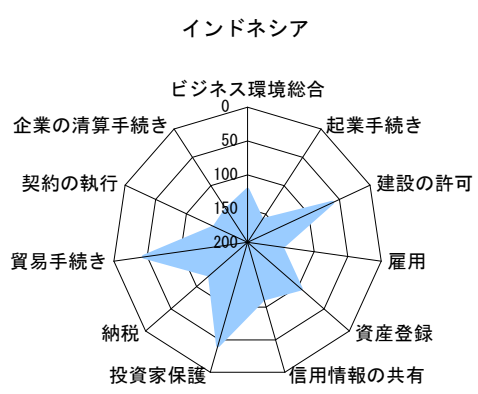 インドネシア
ビジネス環境総合
0
企業の清算手続き
起業手続き
50
契約の執行
100
建設の許可
150
200
貿易手続き
雇用
納税
資産登録
投資家保護
信用情報の共有